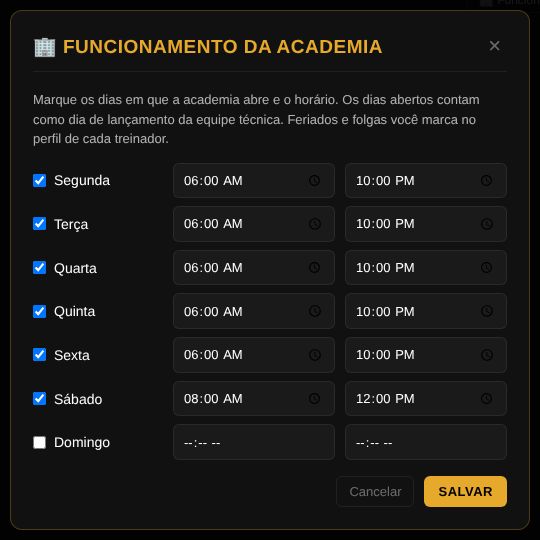 FUNCIONAMENTO DA ACADEMIA ×
Marque os dias em que a academia abre e o horário. Os dias abertos contam
como dia de lançamento da equipe técnica. Feriados e folgas você marca no
perfil de cada treinador.
Segunda 06:00 AM 10:00 PM
Terça 06:00 AM 10:00 PM
Quarta 06:00 AM 10:00 PM
Quinta 06:00 AM 10:00 PM
Sexta 06:00 AM 10:00 PM
Sábado 08:00 AM 12:00 PM
Domingo --:-- -- --:-- --
Cancelar SALVAR